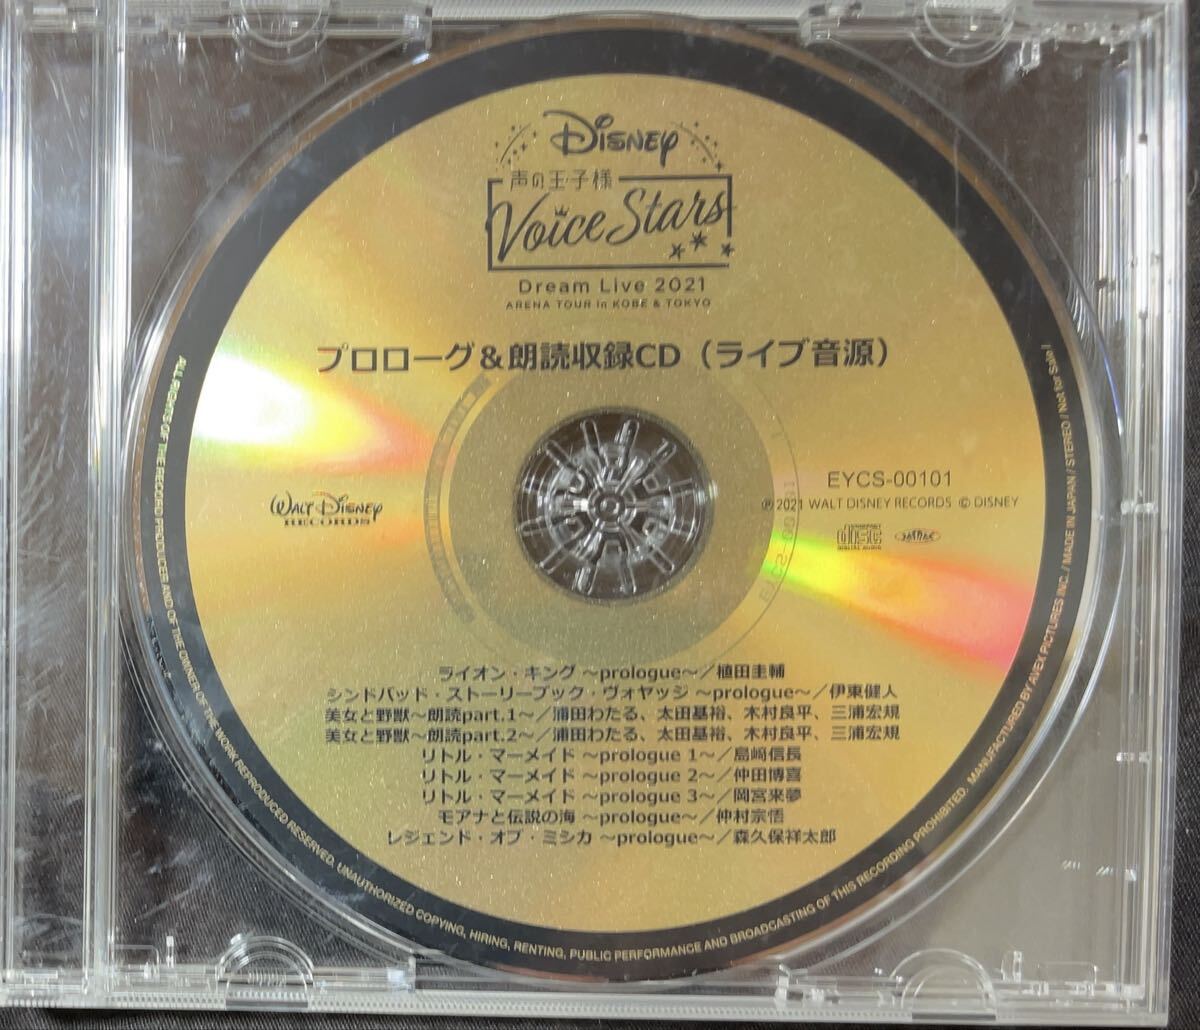 Disney
声の王子様
Voice Stars
Dream Live 2021
ARENA TOUR in KOBE & TOKYO
プロローグ&朗読収録CD(ライブ音源)
WALT DISNEY
RECORDS
EYCS-00101
℗2021 WALT DISNEY RECORDS © DISNEY
COMPACT
disc
DIGITAL AUDIO
JASRAC
ライオン・キング ～prologue～／植田圭輔
シンドバッド・ストーリーブック・ヴォヤッジ ～prologue～／伊東健人
美女と野獣～朗読part.1～／浦田わたる、太田基裕、木村良平、三浦宏規
美女と野獣～朗読part.2～／浦田わたる、太田基裕、木村良平、三浦宏規
リトル・マーメイド ～prologue 1～／島﨑信長
リトル・マーメイド ～prologue 2～／仲田博喜
リトル・マーメイド ～prologue 3～／岡宮来夢
モアナと伝説の海 ～prologue～／仲村宗悟
レジェンド・オブ・ミシカ ～prologue～／森久保祥太郎
ALL RIGHTS OF THE RECORD PRODUCER AND OF THE OWNER OF THE WORK REPRODUCED RESERVED. UNAUTHORIZED COPYING, HIRING, RENTING, PUBLIC PERFORMANCE AND BROADCASTING OF THIS RECORDING PROHIBITED. MANUFACTURED BY AVEX PICTURES INC. / MADE IN JAPAN / STEREO / Not for Sale /